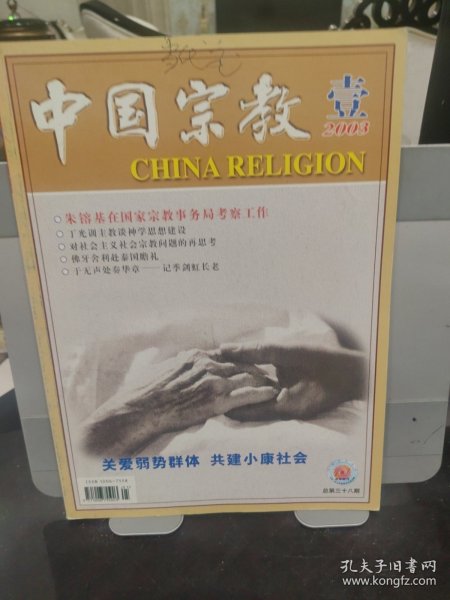 中国宗教
壹
2003
CHINA RELIGION
朱镕基在国家宗教事务局考察工作
丁光训主教谈神学思想建设
对社会主义社会宗教问题的再思考
佛牙舍利赴泰国瞻礼
于无声处奏华章——记季剑虹长老
关爱弱势群体 共建小康社会
ISSN 1006-7558
总第三十八期
孔夫子旧书网
www.kongfz.com